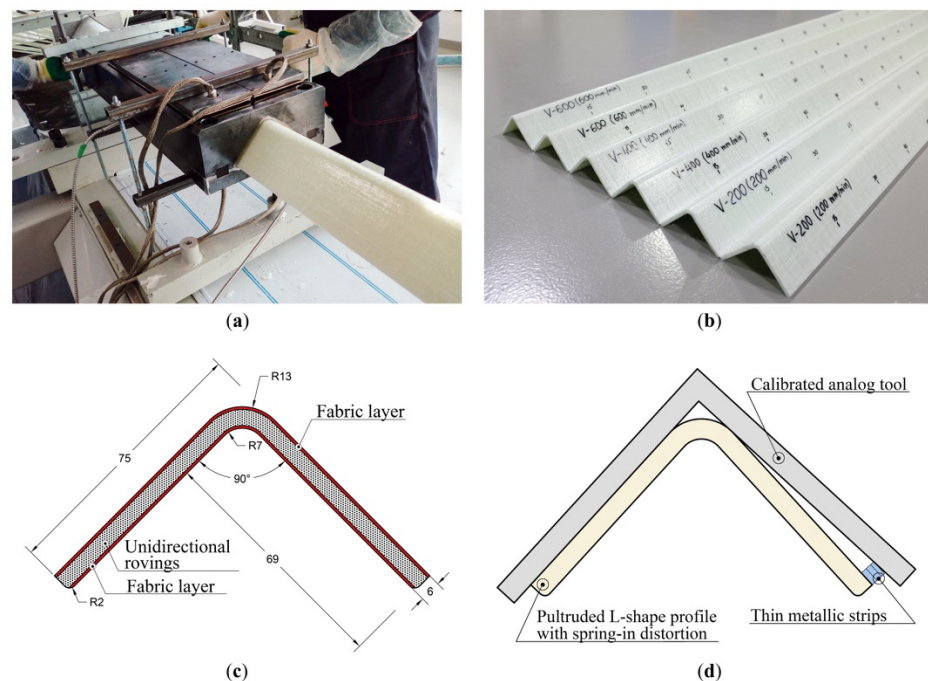 (a)
V-600 (600 mm/min)
V-600 (600 mm/min)
V-400 (400 mm/min)
V-400 (400 mm/min)
V-200 (200 mm/min)
V-200 (200 mm/min)
(b)
R13
Fabric layer
75
R7
90°
Unidirectional
rovings
69
Fabric layer
6
R2
(c)
Calibrated analog tool
Pultruded L-shape profile
with spring-in distortion
Thin metallic strips
(d)